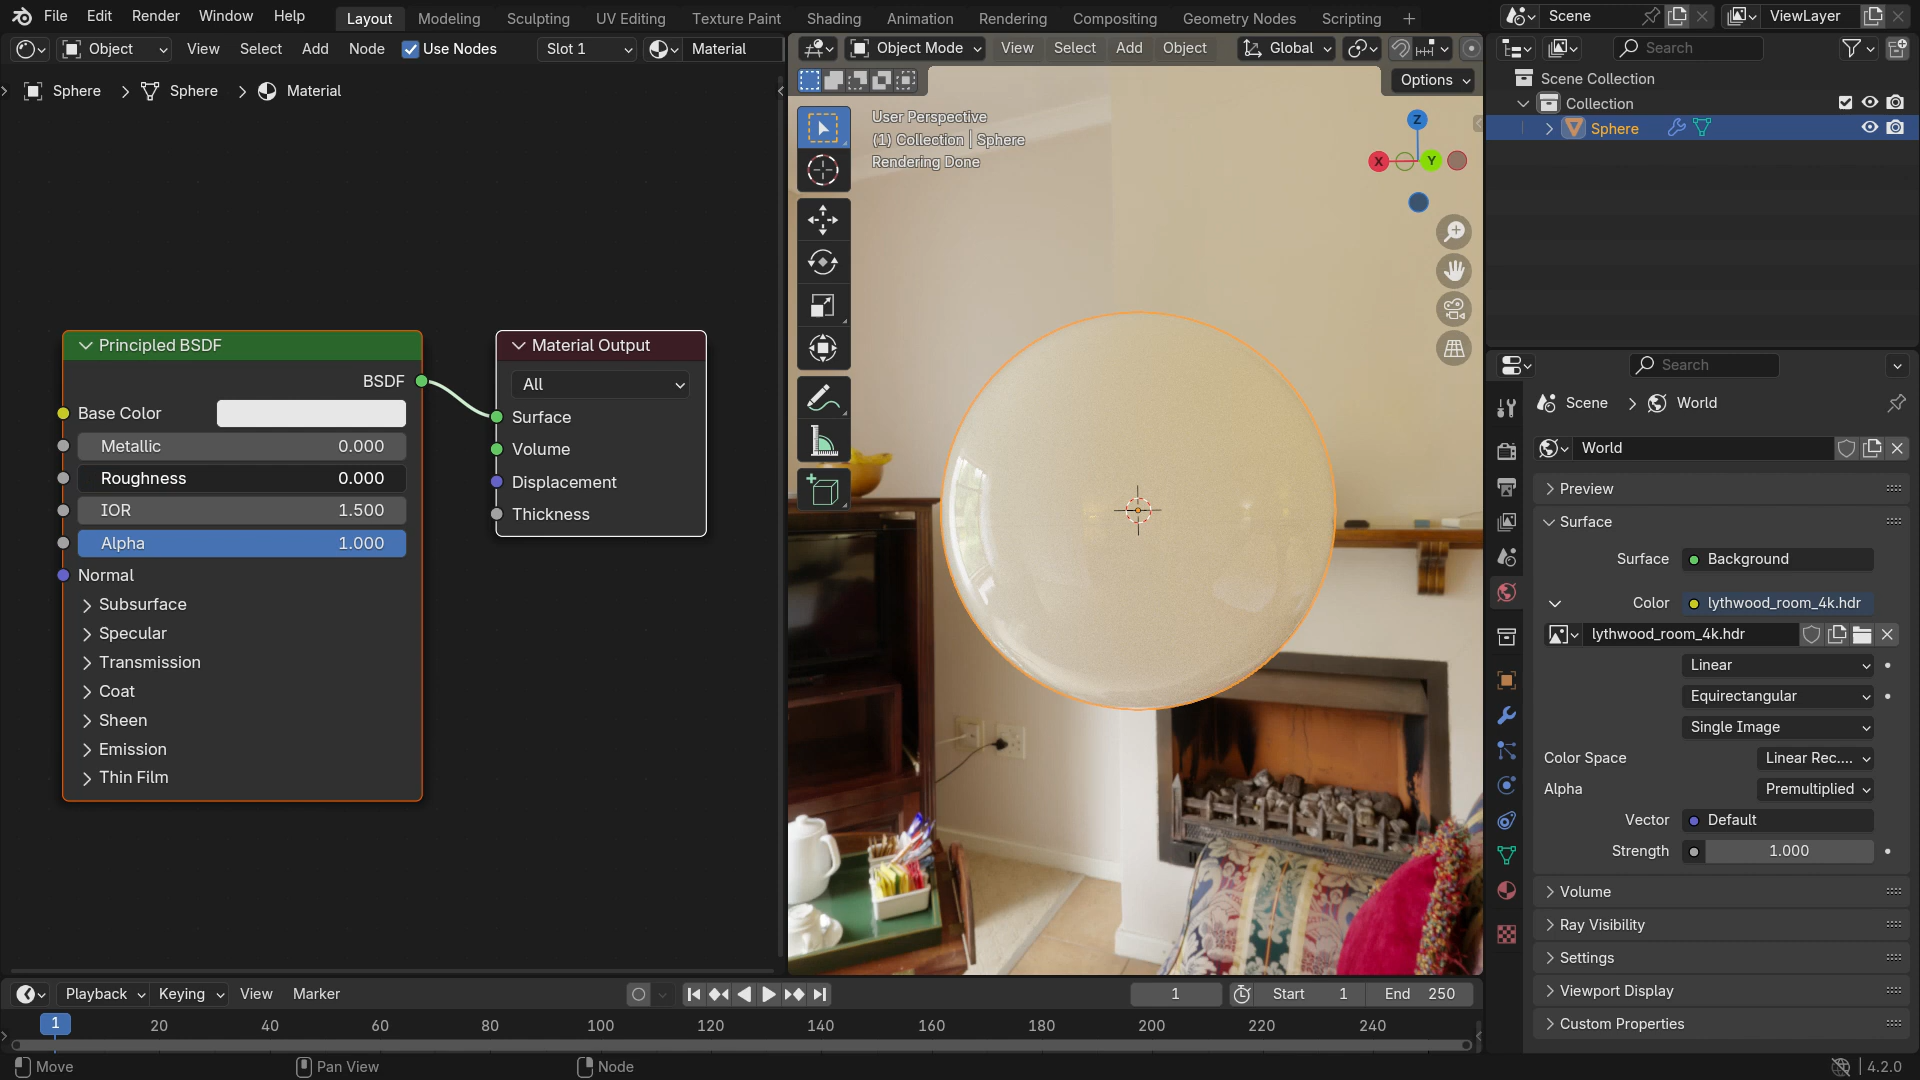 File Edit Render Window Help
Layout Modeling Sculpting UV Editing Texture Paint Shading Animation Rendering Compositing Geometry Nodes Scripting +
Scene
ViewLayer
Object View Select Add Node Use Nodes Slot 1 Material
Object Mode View Select Add Object Global
Options
Sphere > Sphere > Material
User Perspective
(1) Collection | Sphere
Rendering Done
Z
X
Y
Principled BSDF
BSDF
Base Color
Metallic 0.000
Roughness 0.000
IOR 1.500
Alpha 1.000
Normal
Subsurface
Specular
Transmission
Coat
Sheen
Emission
Thin Film
Material Output
All
Surface
Volume
Displacement
Thickness
Search
Scene Collection
Collection
Sphere
Search
Scene > World
World
Preview
Surface
Surface Background
Color lythwood_room_4k.hdr
lythwood_room_4k.hdr
Linear
Equirectangular
Single Image
Color Space Linear Rec....
Alpha Premultiplied
Vector Default
Strength 1.000
Volume
Ray Visibility
Settings
Viewport Display
Custom Properties
Playback Keying View Marker
1 Start 1 End 250
1 20 40 60 80 100 120 140 160 180 200 220 240
Move Pan View Node 4.2.0